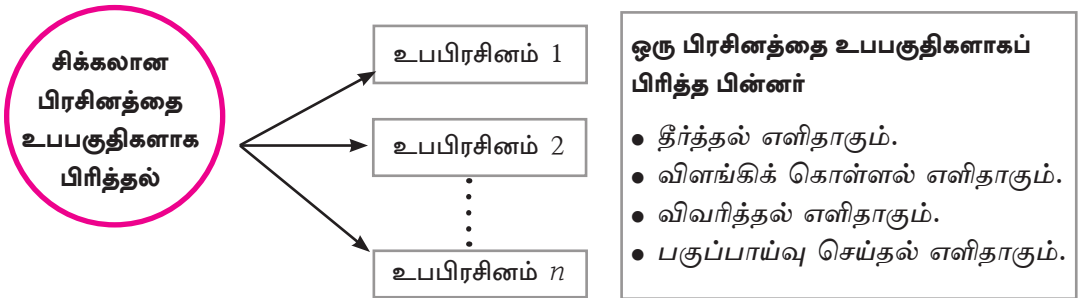 சிக்கலான
பிரசினத்தை
உபபகுதிகளாக
பிரித்தல்
உபபிரசினம் 1
உபபிரசினம் 2
உபபிரசினம் n
ஒரு பிரசினத்தை உபபகுதிகளாகப்
பிரித்த பின்னர்
● தீர்த்தல் எளிதாகும்.
● விளங்கிக் கொள்ளல் எளிதாகும்.
● விவரித்தல் எளிதாகும்.
● பகுப்பாய்வு செய்தல் எளிதாகும்.